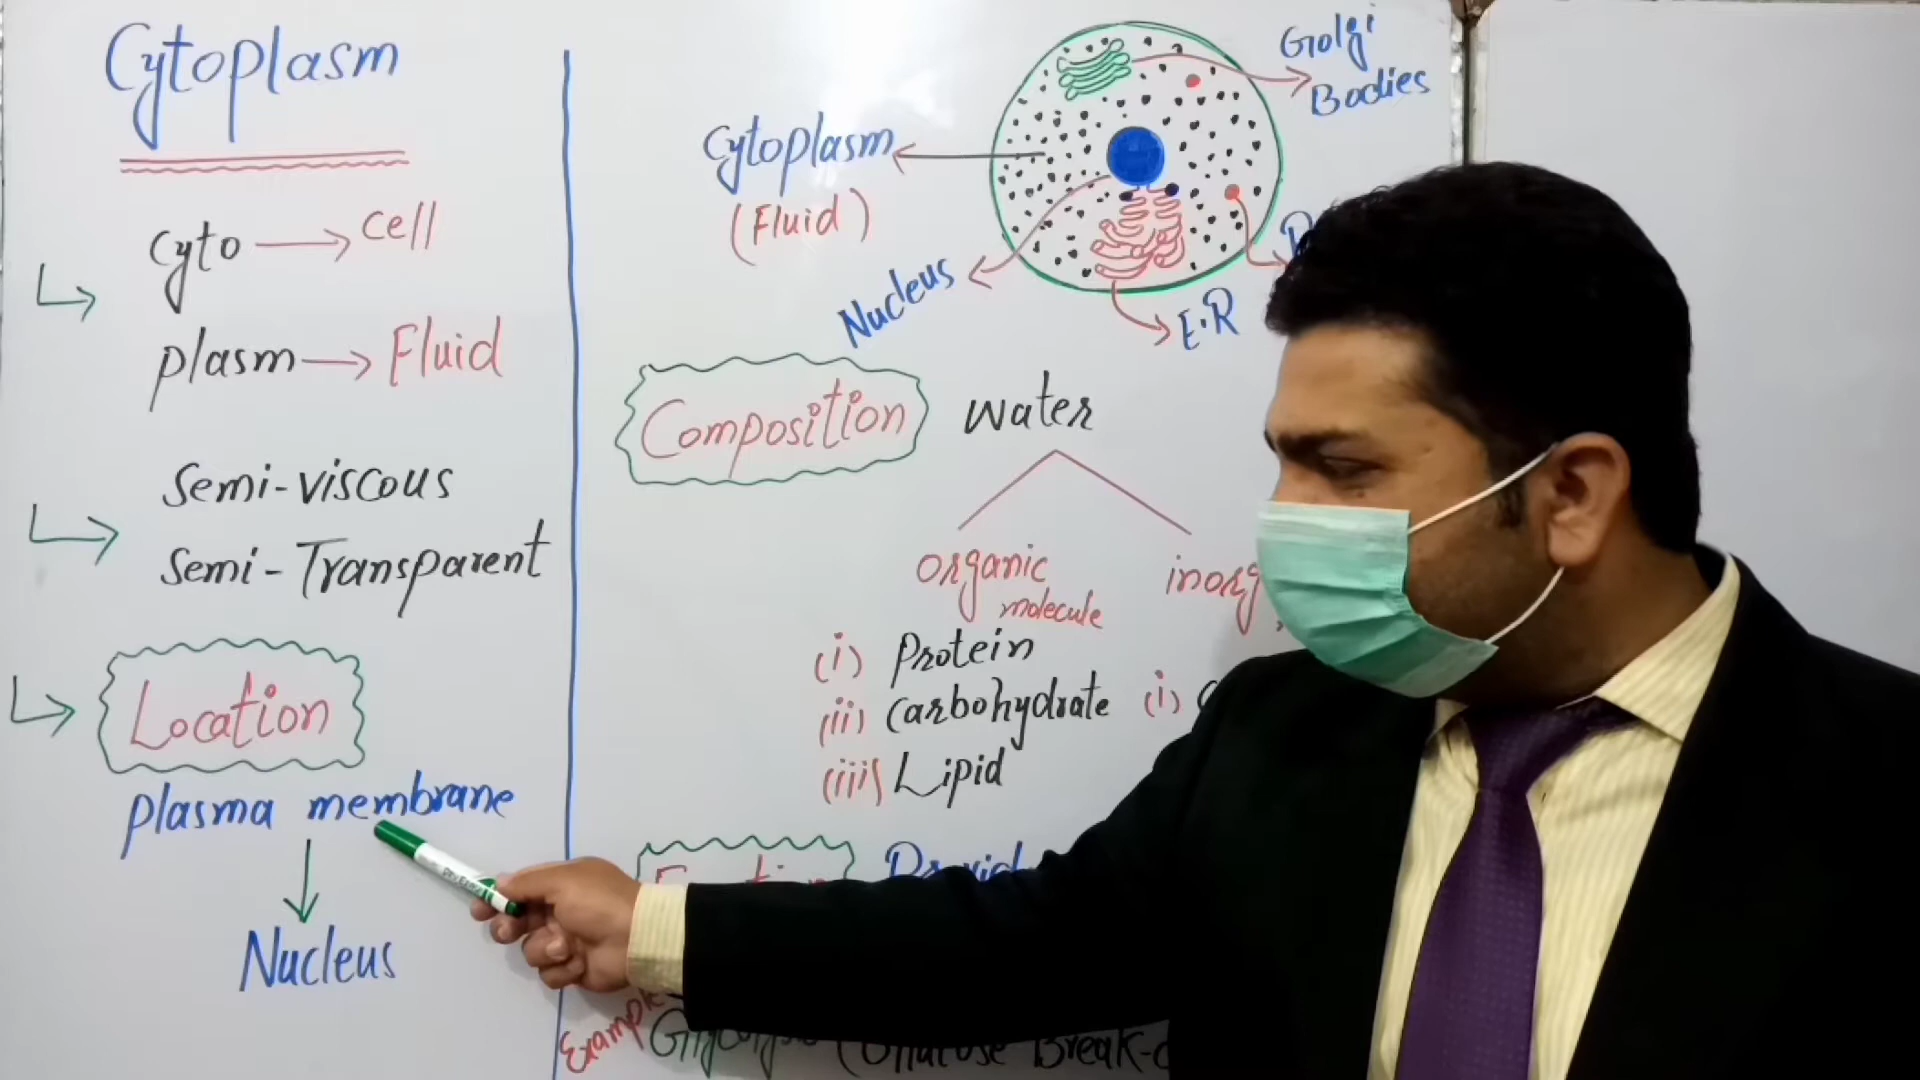 Cytoplasm
Cyto → Cell
plasm → Fluid
Semi-viscous
Semi-Transparent
Location
plasma membrane
Nucleus
Golgi
Bodies
Cytoplasm
(Fluid)
Nucleus
E.R
Composition
water
organic
molecule
(i) Protein
(ii) Carbohydrate
(iii) Lipid
(i)
Example